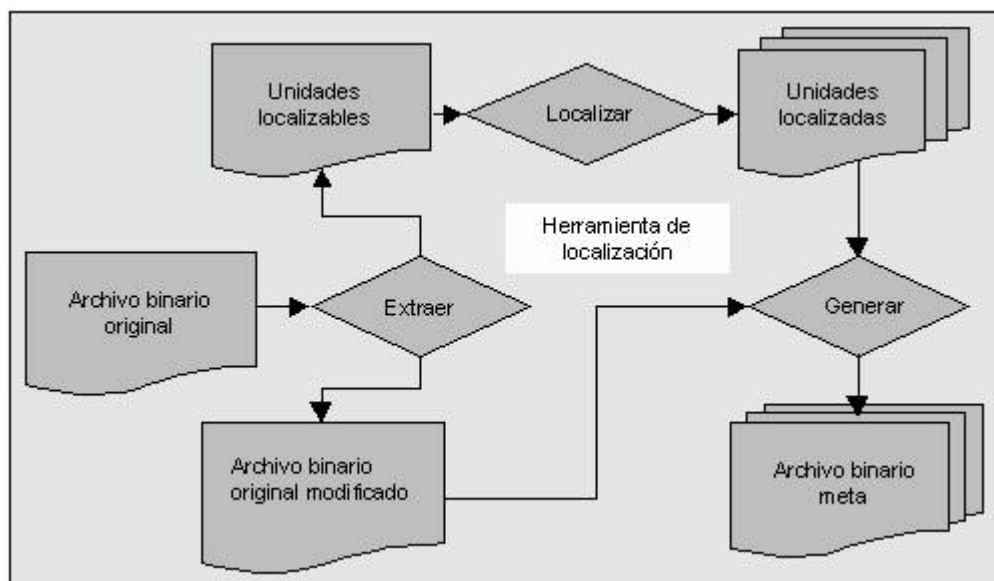 Unidades
localizables
Localizar
Unidades
localizadas
Herramienta de
localización
Archivo binario
original
Extraer
Generar
Archivo binario
original modificado
Archivo binario
meta